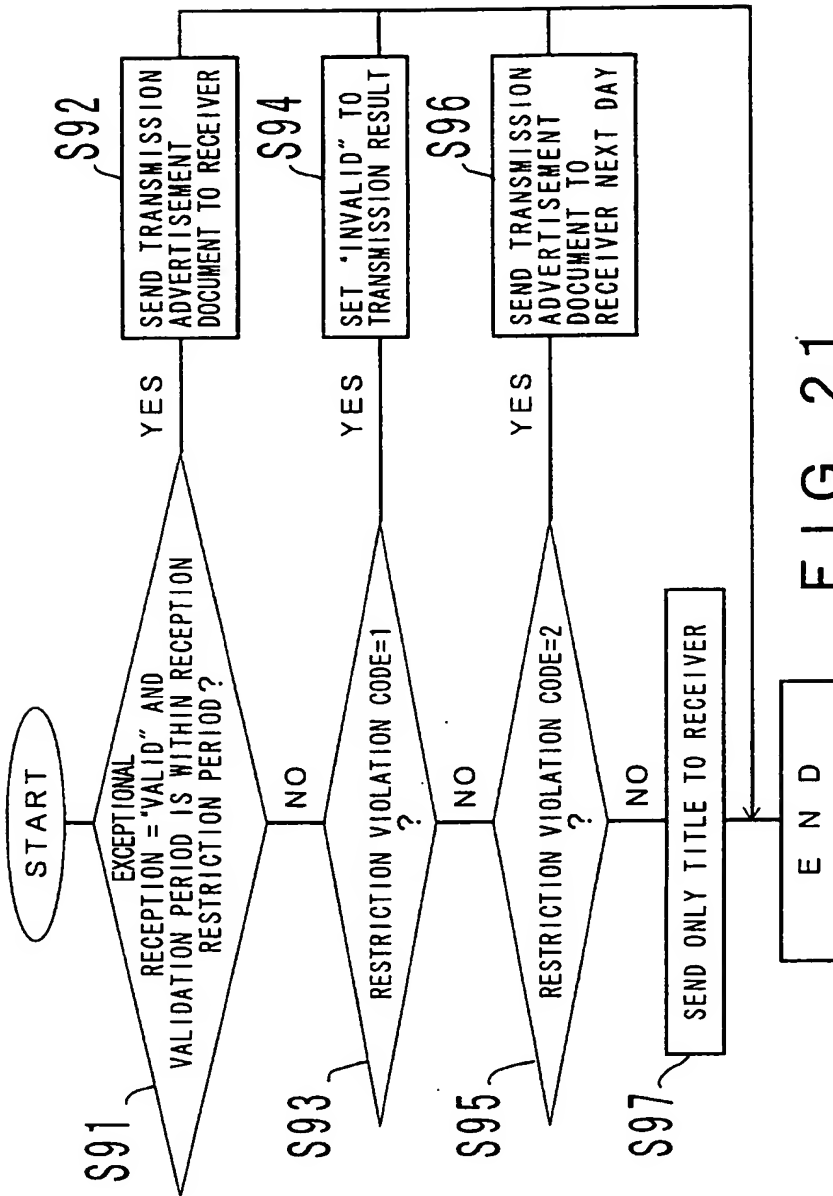 START
S91
EXCEPTIONAL
RECEPTION = "VALID" AND
VALIDATION PERIOD IS WITHIN RECEPTION
RESTRICTION PERIOD?
YES
S92
SEND TRANSMISSION
ADVERTISEMENT
DOCUMENT TO RECEIVER
NO
S93
RESTRICTION VIOLATION CODE=1
?
YES
S94
SET "INVALID" TO
TRANSMISSION RESULT
NO
S95
RESTRICTION VIOLATION CODE=2
?
YES
S96
SEND TRANSMISSION
ADVERTISEMENT
DOCUMENT TO
RECEIVER NEXT DAY
NO
S97
SEND ONLY TITLE TO RECEIVER
END
FIG. 21